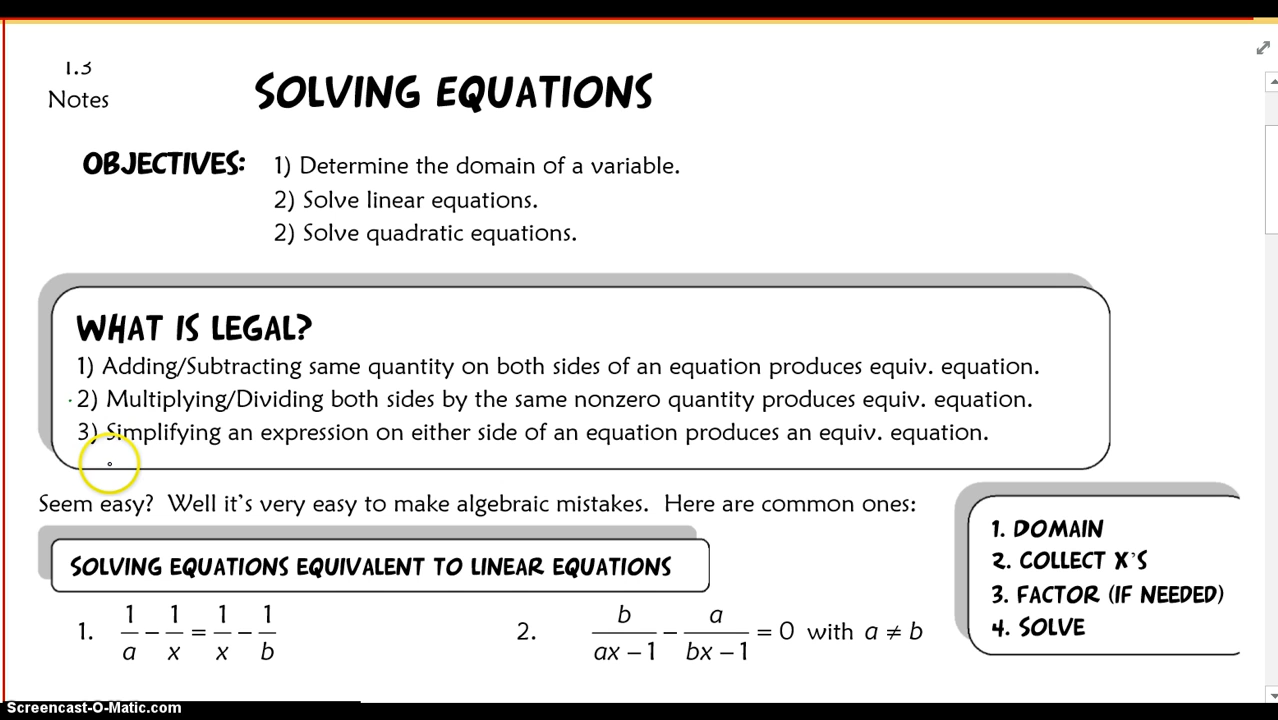 1.3
Notes
SOLVING EQUATIONS
OBJECTIVES:
1) Determine the domain of a variable.
2) Solve linear equations.
2) Solve quadratic equations.
WHAT IS LEGAL?
1) Adding/Subtracting same quantity on both sides of an equation produces equiv. equation.
2) Multiplying/Dividing both sides by the same nonzero quantity produces equiv. equation.
3) Simplifying an expression on either side of an equation produces an equiv. equation.
Seem easy? Well it's very easy to make algebraic mistakes. Here are common ones:
1. DOMAIN
2. COLLECT X'S
3. FACTOR (IF NEEDED)
4. SOLVE
SOLVING EQUATIONS EQUIVALENT TO LINEAR EQUATIONS
1. 1/a − 1/x = 1/x − 1/b
2. b/(ax − 1) − a/(bx − 1) = 0 with a ≠ b
Screencast-O-Matic.com